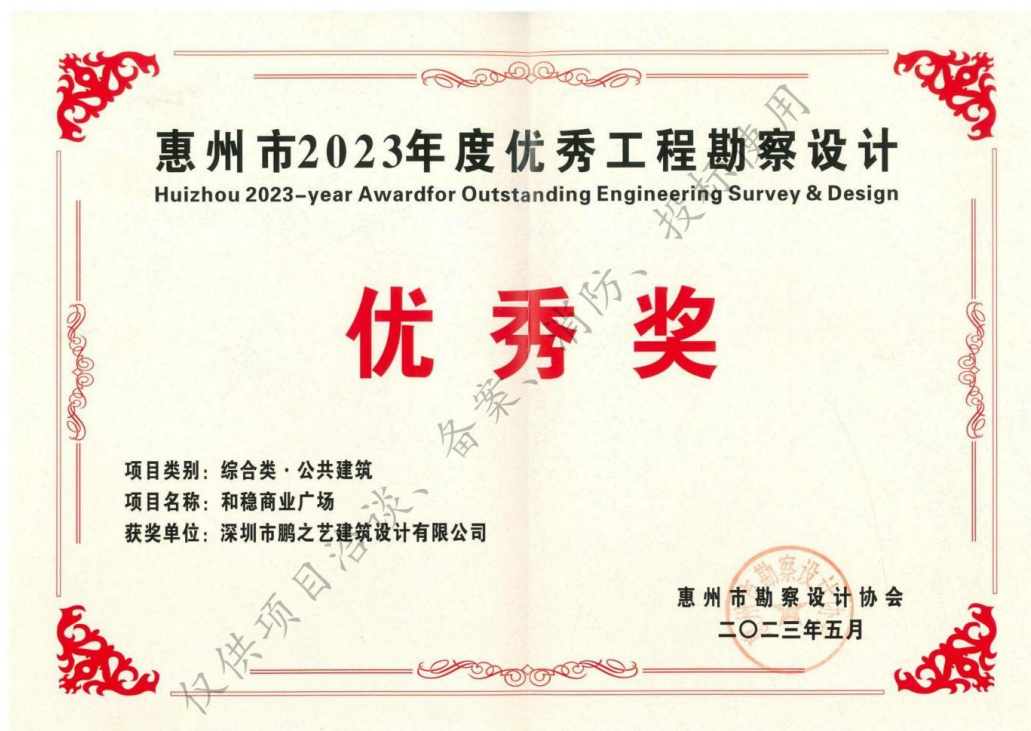 惠州市2023年度优秀工程勘察设计
Huizhou 2023-year Awardfor Outstanding Engineering Survey & Design
优秀奖
项目类别：综合类·公共建筑
项目名称：和稳商业广场
获奖单位：深圳市鹏之艺建筑设计有限公司
惠州市勘察设计协会
二〇二三年五月
仅供项目洽谈、备案、消防、投标使用